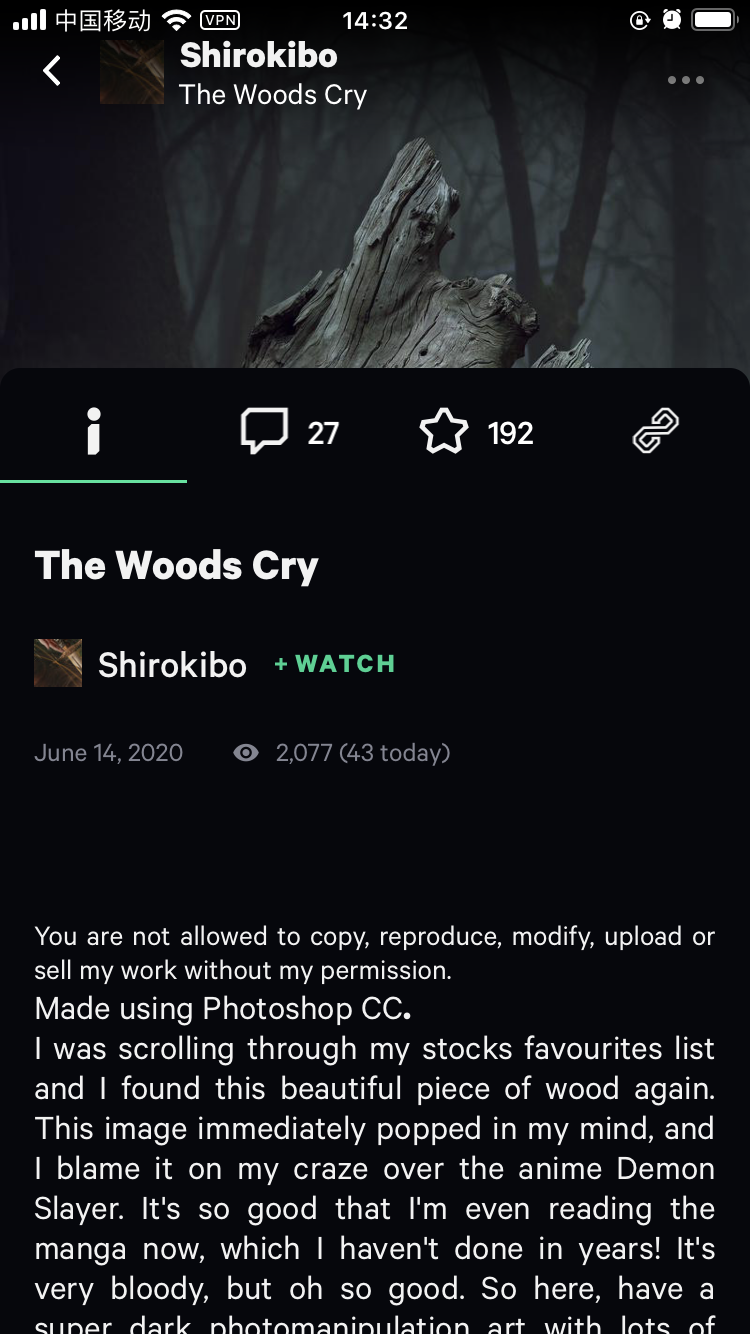 中国移动 VPN 14:32
Shirokibo
The Woods Cry
27 192
The Woods Cry
Shirokibo + WATCH
June 14, 2020 2,077 (43 today)
You are not allowed to copy, reproduce, modify, upload or
sell my work without my permission.
Made using Photoshop CC.
I was scrolling through my stocks favourites list
and I found this beautiful piece of wood again.
This image immediately popped in my mind, and
I blame it on my craze over the anime Demon
Slayer. It's so good that I'm even reading the
manga now, which I haven't done in years! It's
very bloody, but oh so good. So here, have a
super dark photomanipulation art with lots of